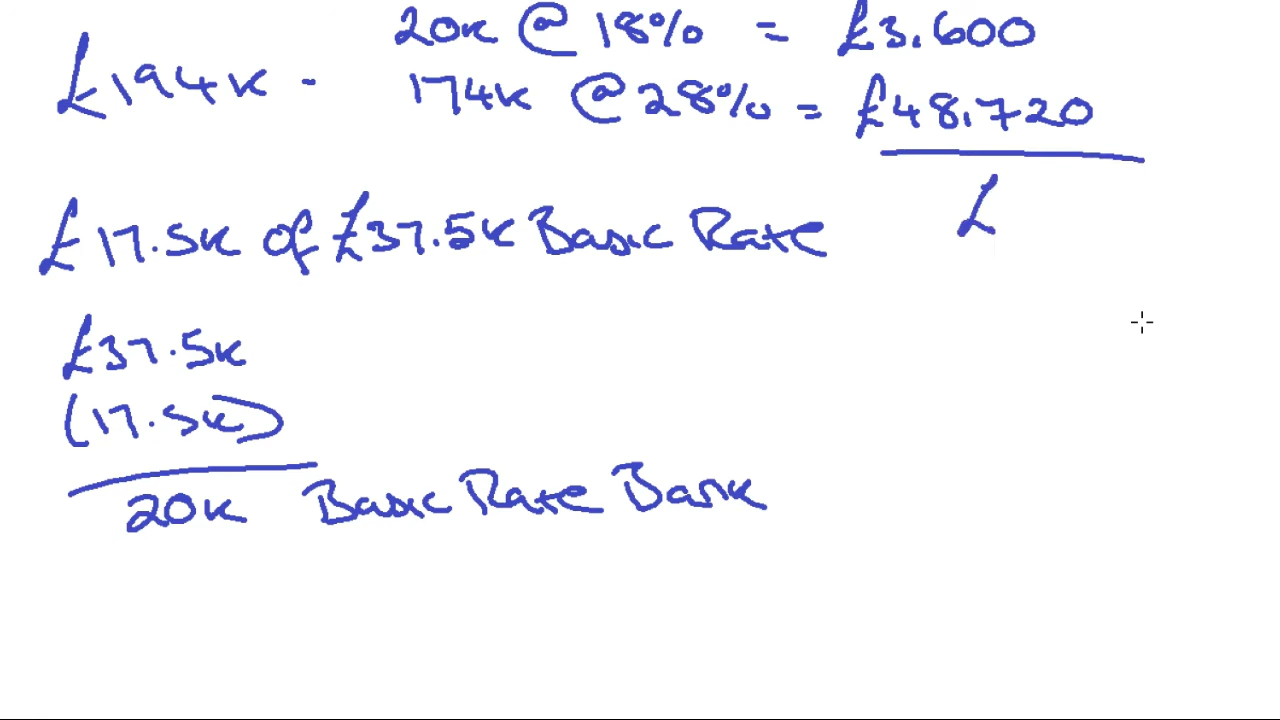 20k @ 18% = £3.600
£194k - 174k @ 28% = £48.720
£
£17.5k of £37.5k Basic Rate
£37.5k
(17.5k)
20k Basic Rate Bank